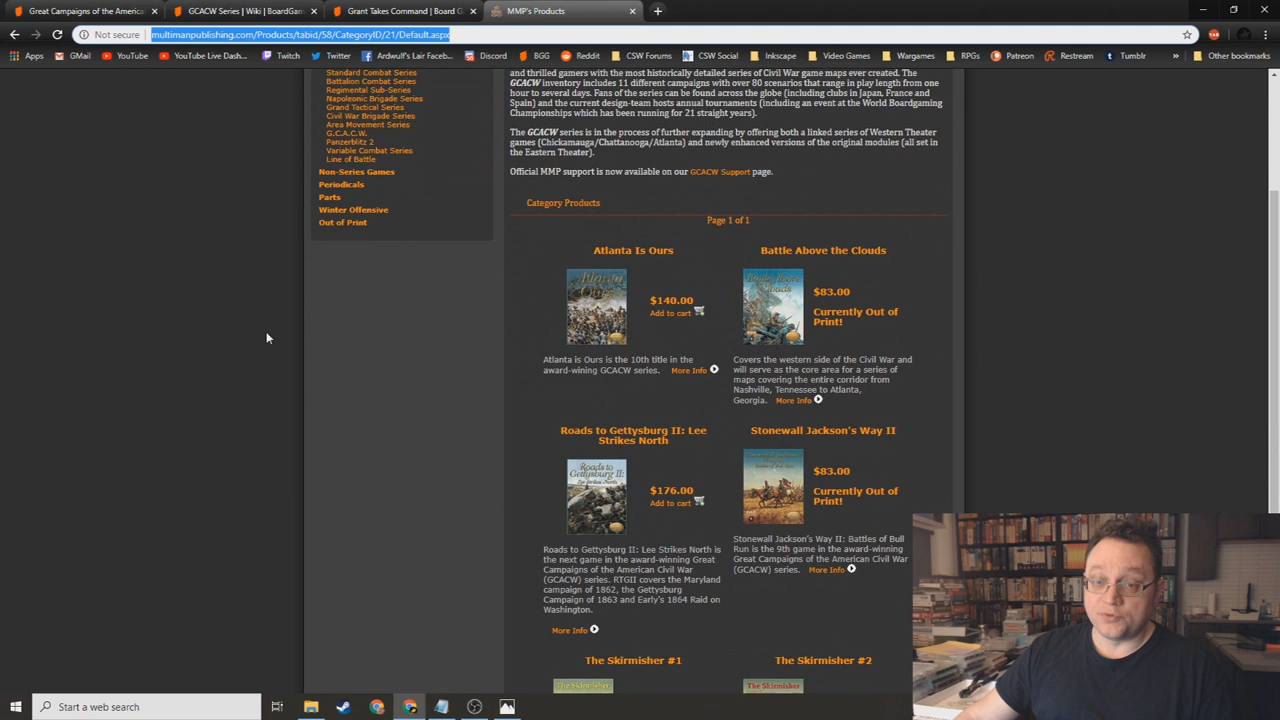 Great Campaigns of the America
GCACW Series | Wiki | BoardGam
Grant Takes Command | Board G
MMP's Products
Not secure
multimanpublishing.com/Products/tabid/58/CategoryID/21/Default.aspx
Apps
GMail
YouTube
YouTube Live Dash...
Twitch
Ardwulf's Lair Faceb...
Discord
BGG
Reddit
CSW Forums
CSW Social
Inkscape
Wargames
RPGs
Patreon
Restream
Twitter
Tumblr
»
Other bookmarks
Standard Combat Series
Battalion Combat Series
Regimental Sub-Series
Napoleonic Brigade Series
Grand Tactical Series
Civil War Brigade Series
Area Movement Series
G.C.A.C.W.
Panzerblitz 2
Variable Combat Series
Line of Battle
Non-Series Games
Periodicals
Parts
Winter Offensive
Out of Print
and thrilled gamers with the most historically detailed series of Civil War game maps ever created. The
GCACW inventory includes 11 different campaigns with over 80 scenarios that range in play length from one
hour to several days. Fans of the series can be found across the globe (including clubs in Japan, France and
Spain) and the current design-team hosts annual tournaments (including an event at the World Boardgaming
Championships which has been running for 21 straight years).
The GCACW series is in the process of further expanding by offering both a linked series of Western Theater
games (Chickamauga/Chattanooga/Atlanta) and newly enhanced versions of the original modules (all set in
the Eastern Theater).
Official MMP support is now available on our GCACW Support page.
Category Products
Page 1 of 1
Atlanta Is Ours
Atlanta Is Ours
$140.00
Add to cart
Atlanta is Ours is the 10th title in the
award-wining GCACW series. More Info
Battle Above the Clouds
Battle Above the Clouds
$83.00
Currently Out of
Print!
Covers the western side of the Civil War and
will serve as the core area for a series of
maps covering the entire corridor from
Nashville, Tennessee to Atlanta,
Georgia. More Info
Roads to Gettysburg II: Lee
Strikes North
Roads to
Gettysburg II:
Lee Strikes North
$176.00
Add to cart
Roads to Gettysburg II: Lee Strikes North is
the next game in the award-winning Great
Campaigns of the American Civil War
(GCACW) series. RTGII covers the Maryland
campaign of 1862, the Gettysburg
Campaign of 1863 and Early's 1864 Raid on
Washington.
More Info
Stonewall Jackson's Way II
$83.00
Currently Out of
Print!
Stonewall Jackson's Way II: Battles of Bull
Run is the 9th game in the award-winning
Great Campaigns of the American Civil War
(GCACW) series. More Info
The Skirmisher #1
The Skirmisher
The Skirmisher #2
The Skirmisher
Start a web search